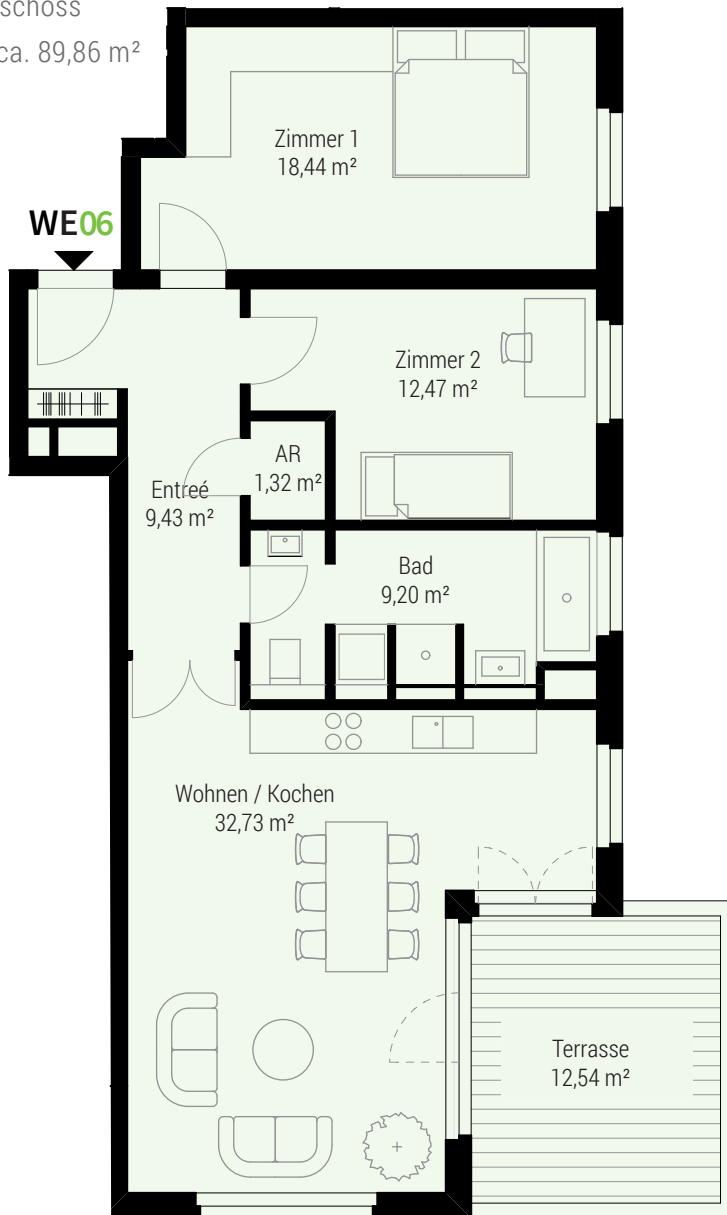 schoss
ca. 89,86 m²
Zimmer 1
18,44 m²
WE06
Zimmer 2
12,47 m²
AR
1,32 m²
Entreé
9,43 m²
Bad
9,20 m²
Wohnen / Kochen
32,73 m²
Terrasse
12,54 m²